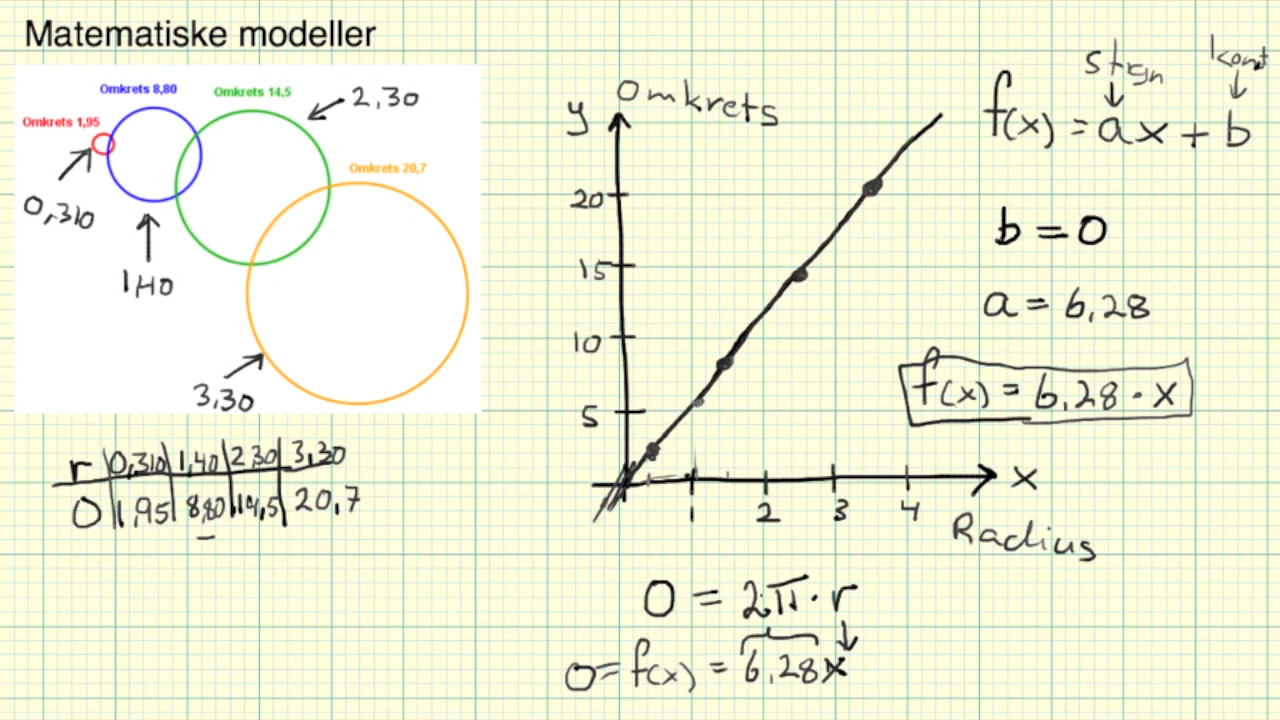 Matematiske modeller
Omkrets 8,80
Omkrets 14,5
2,30
Omkrets 1,95
Omkrets 20,7
0,310
1,40
3,30
r 0,310 1,40 2,30 3,30
O 1,95 8,80 14,5 20,7
y Omkrets
20
15
10
5
1 2 3 4
x
Radius
stign konst
f(x) = ax + b
b = 0
a = 6,28
f(x) = 6,28 · x
O = 2π · r
O = f(x) = 6,28x